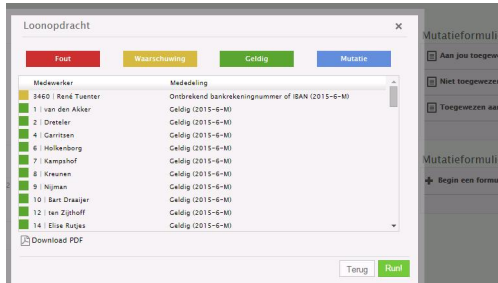 Loonopdracht ×
Fout Waarschuwing Geldig Mutatie
Medewerker Mededeling
3460 | René Tuenter Ontbrekend bankrekeningnummer of IBAN (2015-6-M)
1 | van den Akker Geldig (2015-6-M)
2 | Dreteler Geldig (2015-6-M)
4 | Garritsen Geldig (2015-6-M)
6 | Holkenborg Geldig (2015-6-M)
7 | Kampshof Geldig (2015-6-M)
8 | Kreunen Geldig (2015-6-M)
9 | Nijman Geldig (2015-6-M)
10 | Bart Draaijer Geldig (2015-6-M)
12 | ten Zijthoff Geldig (2015-6-M)
14 | Elise Rutjes Geldig (2015-6-M)
Download PDF
Terug Run!
Mutatieformuli
Aan jou toegew
Niet toegewezen
Toegewezen aan
Mutatieformuli
Begin een formu